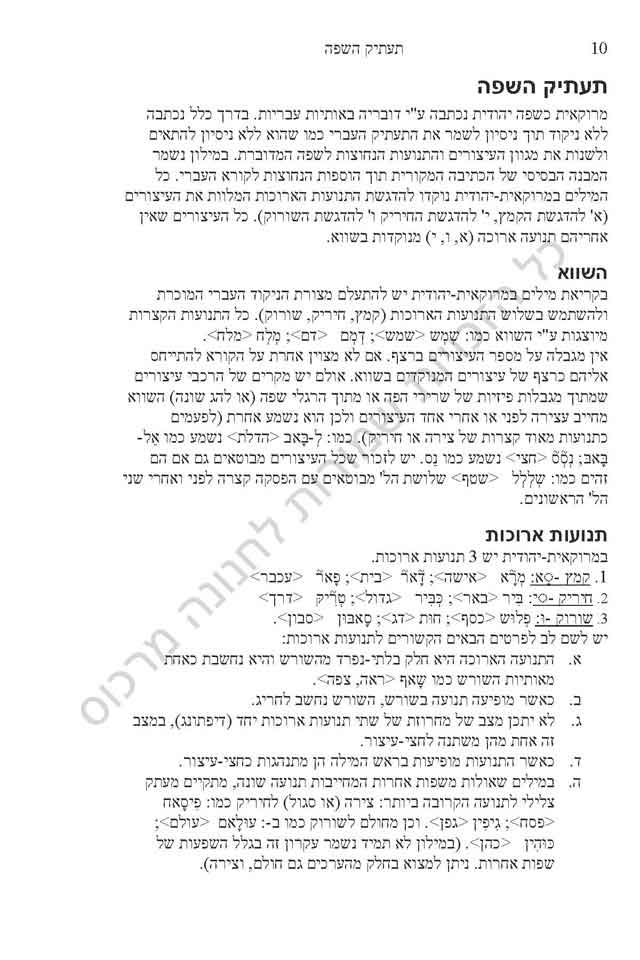 10 תעתיק השפה
תעתיק השפה
מרוקאית כשפה יהודית נכתבה ע"י דובריה באותיות עבריות. בדרך כלל נכתבה
ללא ניקוד תוך ניסיון לשמר את התעתיק העברי כמו שהוא ללא ניסיון להתאים
ולשנות את מגוון העיצורים והתנועות הנחוצות לשפה המדוברת. במילון נשמר
המבנה הבסיסי של הכתיבה המקורית תוך הוספות הנחוצות לקורא העברי. כל
המילים במרוקאית-יהודית נוקדו להדגשת התנועות הארוכות המלוות את העיצורים
(א' להדגשת הקמץ, י' להדגשת החיריק ו' להדגשת השורוק). כל העיצורים שאין
אחריהם תנועה ארוכה (א, ו, י) מנוקדות בשווא.
השווא
בקריאת מילים במרוקאית-יהודית יש להתעלם מצורת הניקוד העברי המוכרת
ולהשתמש בשלוש התנועות הארוכות (קמץ, חיריק, שורוק). כל התנועות הקצרות
מיוצגות ע"י השווא כמו: שְמְש <שמש>; דְמְם <דם>; מְלְח <מלח>.
אין מגבלה על מספר העיצורים ברצף. אם לא מצוין אחרת על הקורא להתייחס
אליהם כרצף של עיצורים המנוקדים בשווא. אולם יש מקרים של הרכבי עיצורים
שמתוך מגבלות פיזיות של שרירי הפה או מתוך הרגלי שפה (או להג שונה) השווא
מחייב עצירה לפני או אחרי אחד העיצורים ולכן הוא נשמע אחרת (לפעמים
כתנועות מאוד קצרות של צירה או חיריק). כמו: לְ-בָּאב <הדלת> נשמע כמו אֵל-
בָּאבּ; נְס֘֘ <חצי> נשמע כמו נֵס. יש לזכור שכל העיצורים מבוטאים גם אם הם
זהים כמו: שְלְלְל <שטף> שלושת הל' מבוטאים עם הפסקה קצרה לפני ואחרי שני
הל' הראשונים.
תנועות ארוכות
במרוקאית-יהודית יש 3 תנועות ארוכות.
1. קמץ -ָא: מְרָא <אישה>; דָאר <בית>; פָאר <עכבר>
2. חיריק -ִי: בִּיר <באר>; כְּבִּיר <גדול>; טְרִיק <דרך>
3. שורוק -וּ: פְלוּש <כסף>; חוּת <דג>; סָאבּוּן <סבון>.
יש לשם לב לפרטים הבאים הקשורים לתנועות ארוכות:
א. התנועה הארוכה היא חלק בלתי-נפרד מהשורש והיא נחשבת כאחת
מאותיות השורש כמו שָאף <ראה, צפה>.
ב. כאשר מופיעה תנועה בשורש, השורש נחשב לחריג.
ג. לא יתכן מצב של מחרוזת של שתי תנועות ארוכות יחד (דיפתונג), במצב
זה אחת מהן משתנה לחצי-עיצור.
ד. כאשר התנועות מופיעות בראש המילה הן מתנהגות כחצי-עיצור.
ה. במילים שאולות משפות אחרות המחייבות תנועה שונה, מתקיים מעתק
צלילי לתנועה הקרובה ביותר: צירה (או סגול) לחיריק כמו: פִּיסָאח
<פסח>; גִיפִין <גפן>. וכן מחולם לשורוק כמו ב-: עוּלָאם <עולם>;
כּוּהִין <כהן>. (במילון לא תמיד נשמר עקרון זה בגלל השפעות של
שפות אחרות. ניתן למצוא בחלק מהערכים גם חולם, וצירה).
כל הזכויות שמורות לחנונה מרכוס